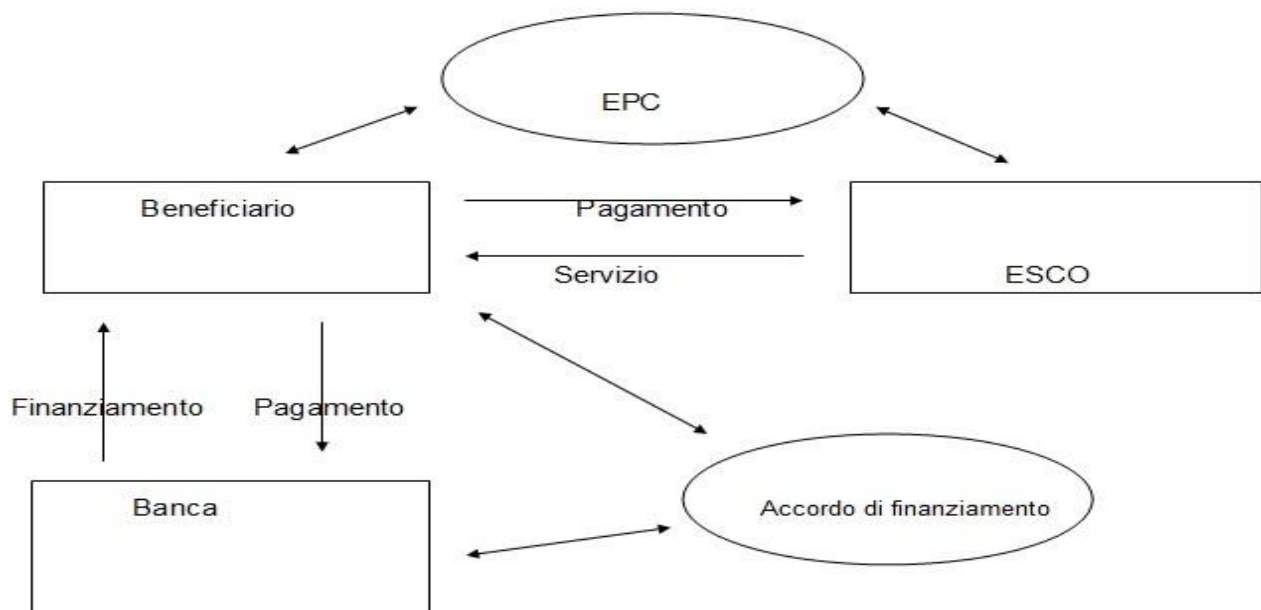 EPC
Beneficiario
Pagamento
Servizio
ESCO
Finanziamento
Pagamento
Banca
Accordo di finanziamento